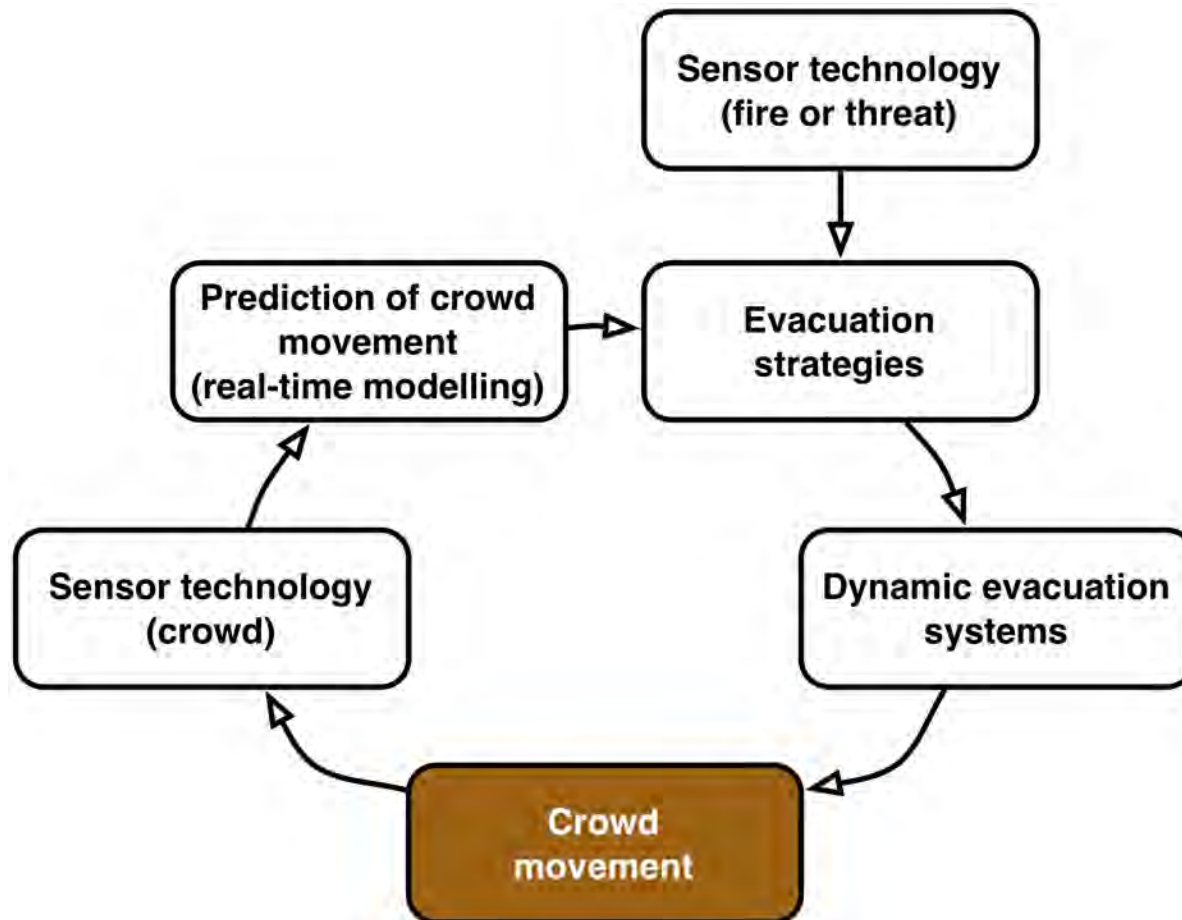 Sensor technology
(fire or threat)
Prediction of crowd
movement
(real-time modelling)
Evacuation
strategies
Sensor technology
(crowd)
Dynamic evacuation
systems
Crowd
movement